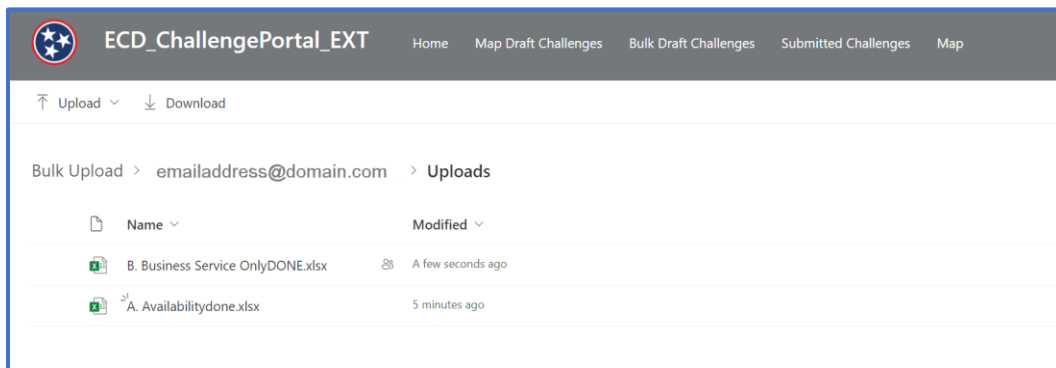 ECD_ChallengePortal_EXT Home Map Draft Challenges Bulk Draft Challenges Submitted Challenges Map
Upload Download
Bulk Upload > emailaddress@domain.com > Uploads
Name Modified
B. Business Service OnlyDONE.xlsx A few seconds ago
A. Availabilitydone.xlsx 5 minutes ago